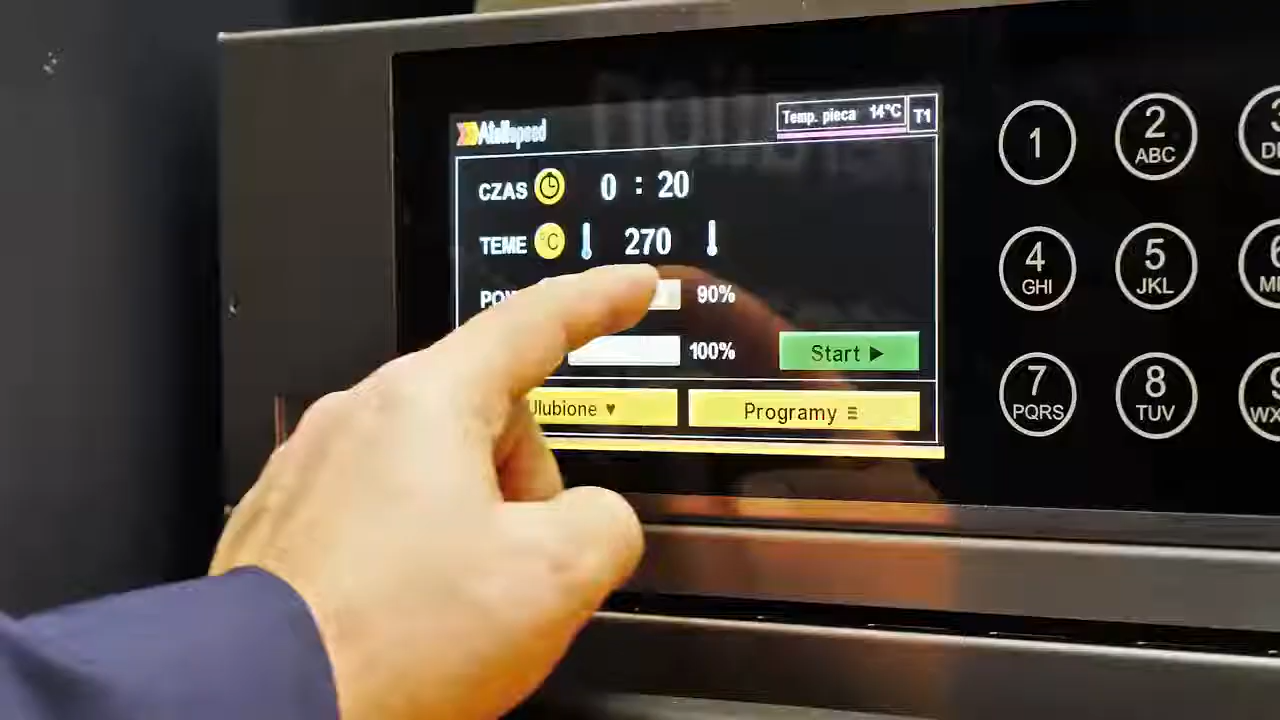 Temp. pieca 14°C T1
CZAS 0 : 20
TEME °C 270
90%
100%
Start ▶
Ulubione ♥ Programy ☰
1
2 ABC
4 GHI
5 JKL
7 PQRS
8 TUV